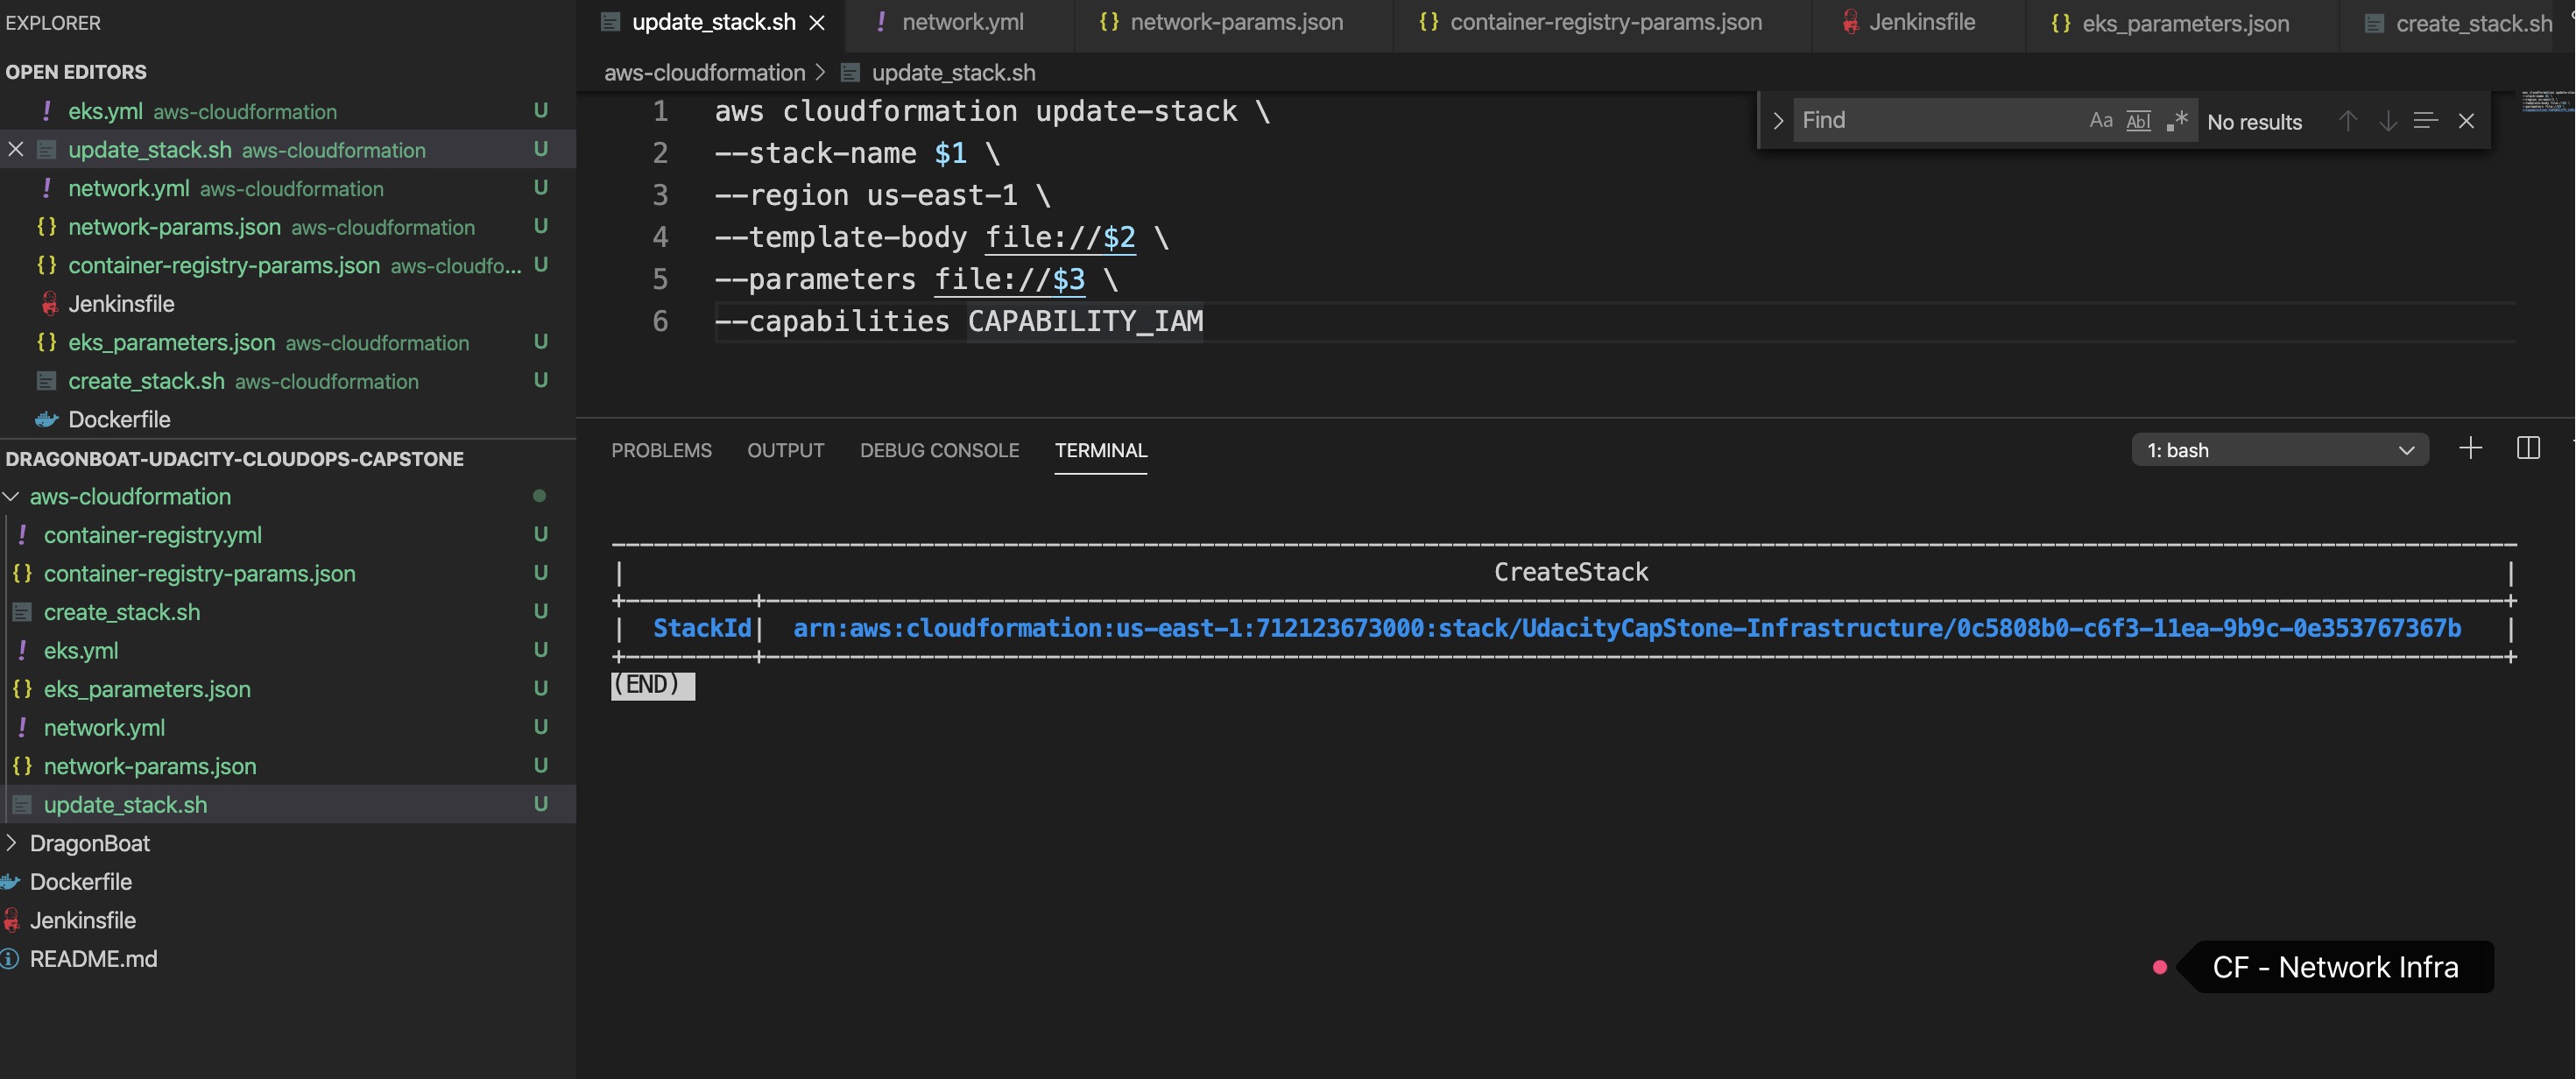 EXPLORER
OPEN EDITORS
! eks.yml aws-cloudformation U
update_stack.sh aws-cloudformation U
! network.yml aws-cloudformation U
{} network-params.json aws-cloudformation U
{} container-registry-params.json aws-cloudfo... U
Jenkinsfile
{} eks_parameters.json aws-cloudformation U
create_stack.sh aws-cloudformation U
Dockerfile
DRAGONBOAT-UDACITY-CLOUDOPS-CAPSTONE
aws-cloudformation
! container-registry.yml U
{} container-registry-params.json U
create_stack.sh U
! eks.yml U
{} eks_parameters.json U
! network.yml U
{} network-params.json U
update_stack.sh U
DragonBoat
Dockerfile
Jenkinsfile
README.md
update_stack.sh ! network.yml {} network-params.json {} container-registry-params.json Jenkinsfile {} eks_parameters.json create_stack.sh
aws-cloudformation > update_stack.sh
Find Aa Abl .* No results
1 aws cloudformation update-stack \
2 --stack-name $1 \
3 --region us-east-1 \
4 --template-body file://$2 \
5 --parameters file://$3 \
6 --capabilities CAPABILITY_IAM
PROBLEMS OUTPUT DEBUG CONSOLE TERMINAL 1: bash
| CreateStack |
| StackId| arn:aws:cloudformation:us-east-1:712123673000:stack/UdacityCapStone-Infrastructure/0c5808b0-c6f3-11ea-9b9c-0e353767367b |
(END)
CF - Network Infra